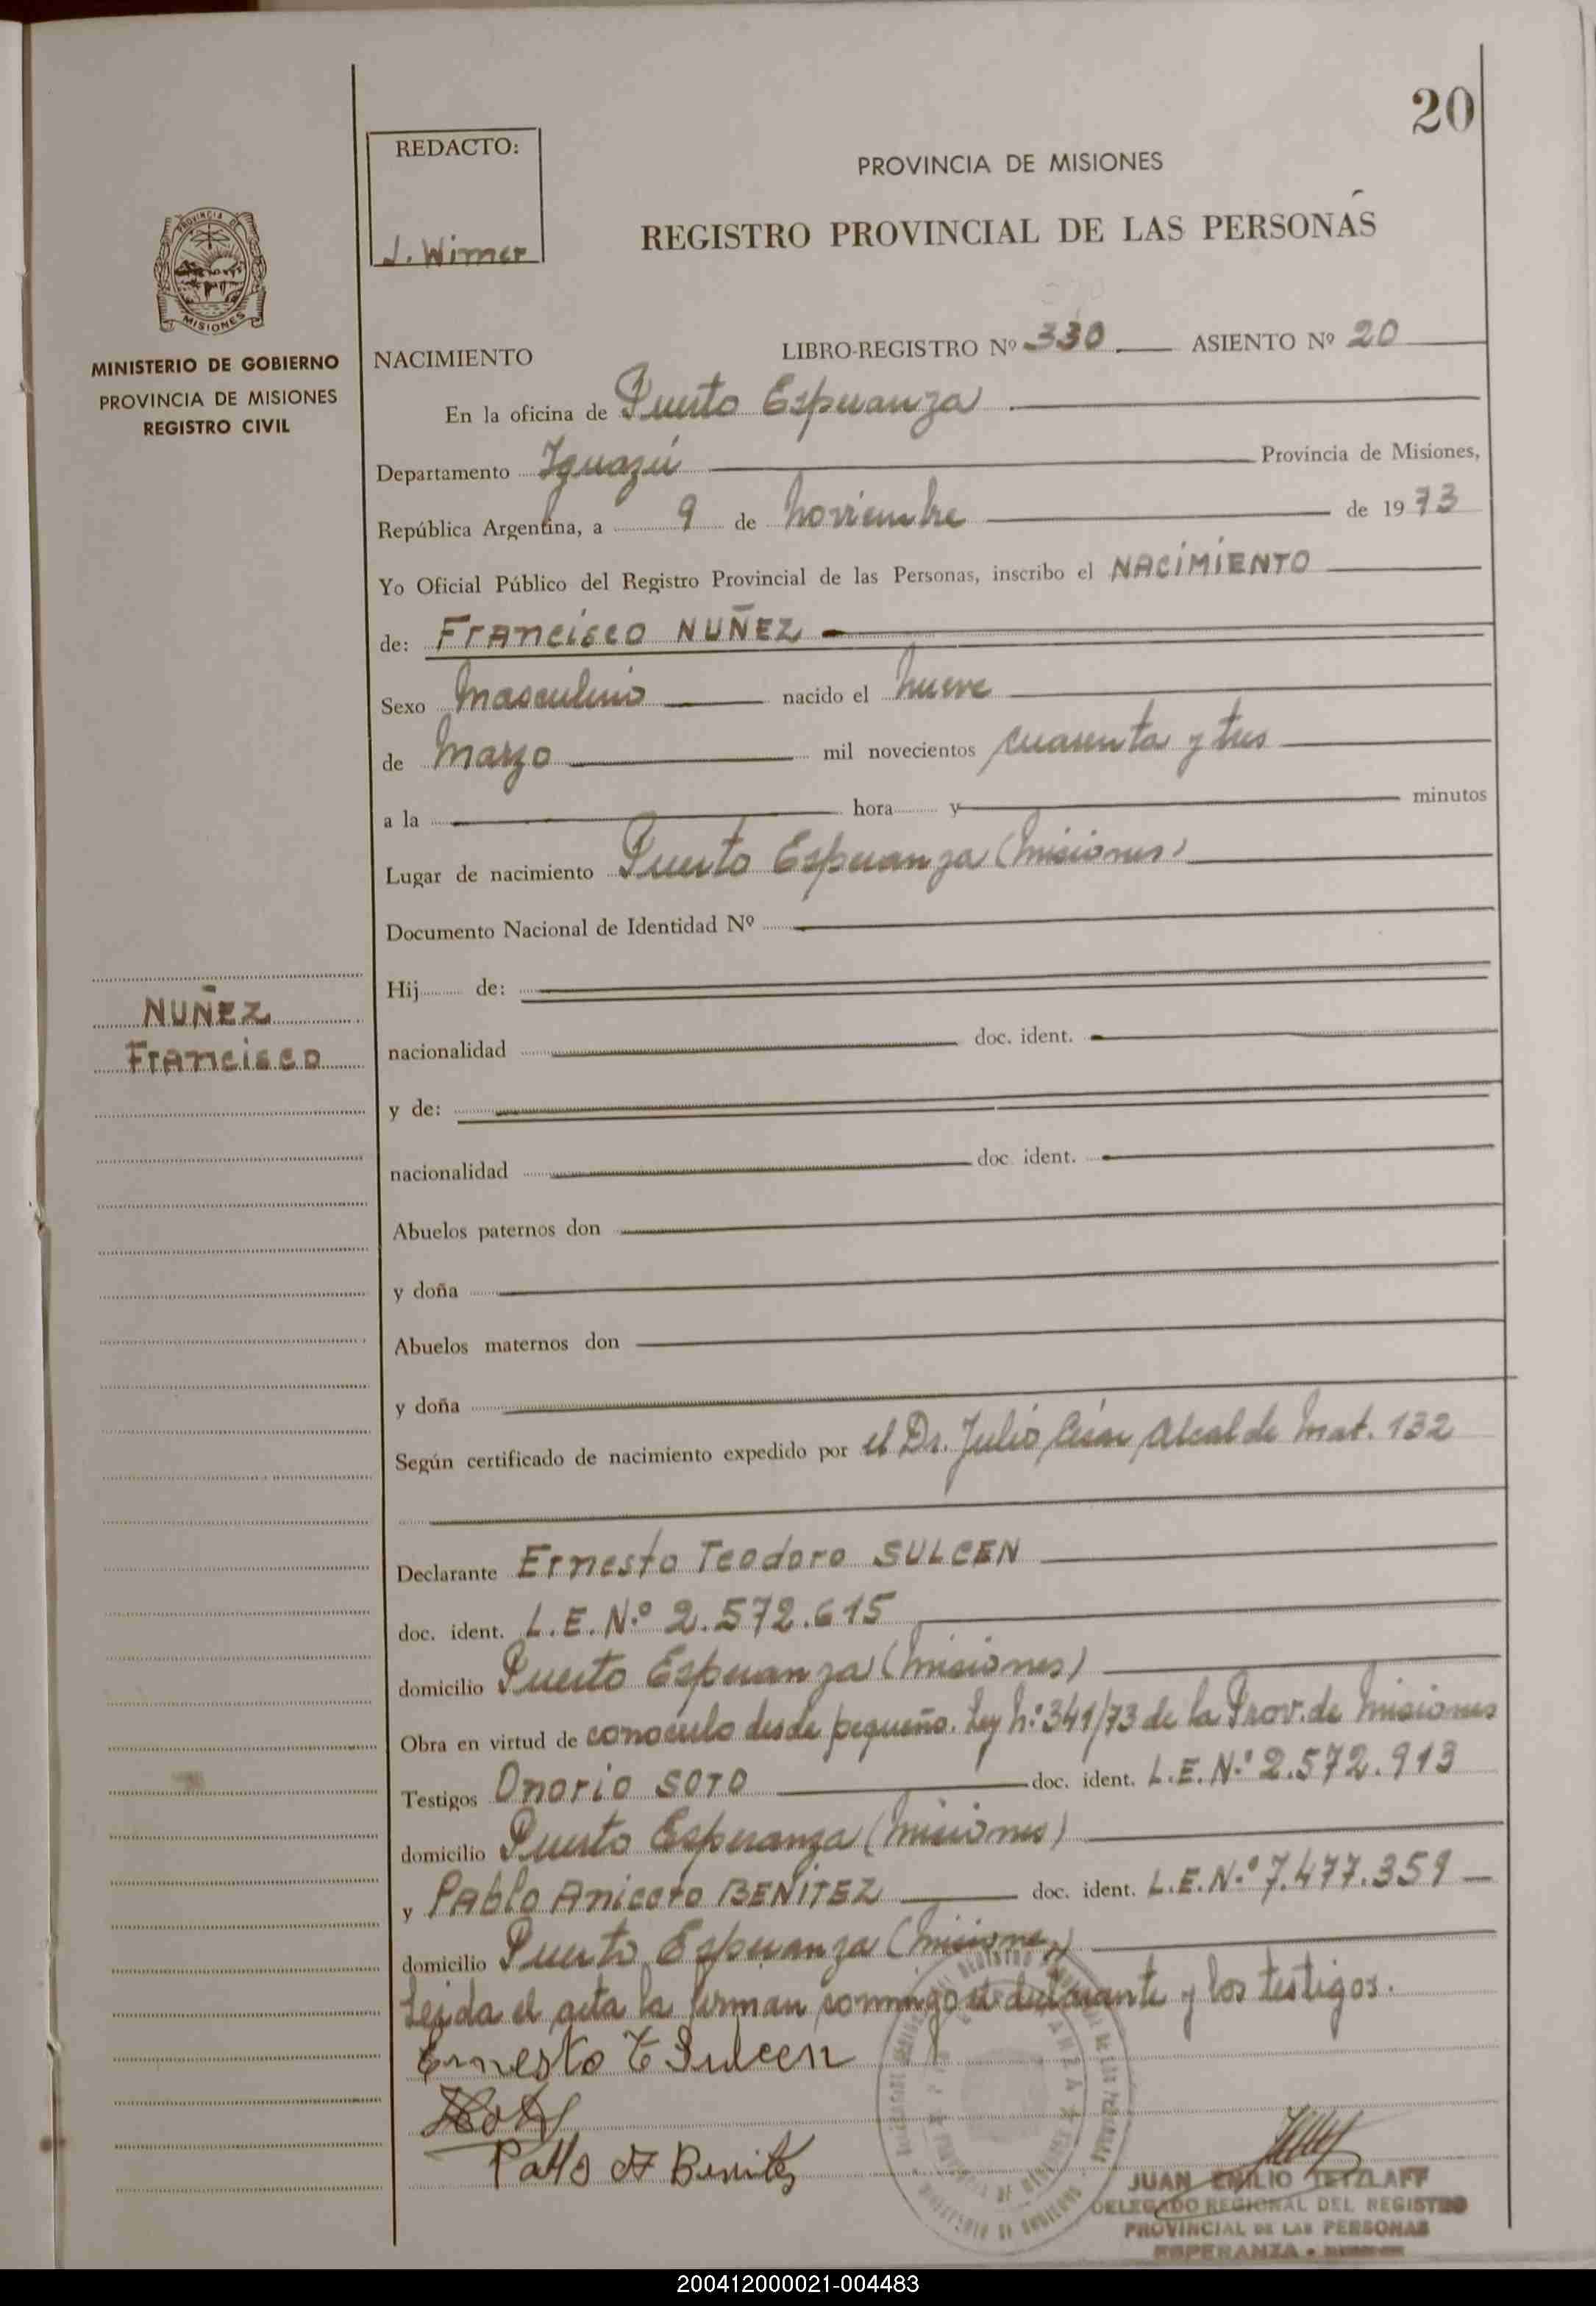 20
REDACTO:
J. Wimer
PROVINCIA DE MISIONES
REGISTRO PROVINCIAL DE LAS PERSONAS
PROVINCIA DE
MISIONES
MINISTERIO DE GOBIERNO
PROVINCIA DE MISIONES
REGISTRO CIVIL
NACIMIENTO LIBRO-REGISTRO Nº 330 ASIENTO Nº 20
En la oficina de Puerto Esperanza
Departamento Iguazú Provincia de Misiones,
República Argentina, a 9 de noviembre de 1973
Yo Oficial Público del Registro Provincial de las Personas, inscribo el NACIMIENTO
de: Francisco NUÑEZ
Sexo Masculino nacido el nueve
de marzo mil novecientos cuarenta y tres
a la hora y minutos
Lugar de nacimiento Puerto Esperanza (Misiones)
Documento Nacional de Identidad Nº
NUÑEZ
Francisco
Hij de:
nacionalidad doc. ident.
y de:
nacionalidad doc. ident.
Abuelos paternos don
y doña
Abuelos maternos don
y doña
Según certificado de nacimiento expedido por el Dr. Julio César Alcalde Mat. 132
Declarante Ernesto Teodoro SULCEN
doc. ident. L.E.N.º 2.572.615
domicilio Puerto Esperanza (Misiones)
Obra en virtud de conocerlo desde pequeño. Ley N:º 341/73 de la Prov. de Misiones
Testigos Onorio SOTO doc. ident. L.E.N.º 2.572.913
domicilio Puerto Esperanza (Misiones)
y Pablo Aniceto BENITEZ doc. ident. L.E.N.º 7.477.359
domicilio Puerto Esperanza (Misiones)
Leida el acta la firman conmigo el declarante y los testigos.
Ernesto T Sulcen
Pablo A Benitez
JUAN EMILIO TETZLAFF
DELEGADO REGIONAL DEL REGISTRO
PROVINCIAL DE LAS PERSONAS
ESPERANZA - MISIONES
200412000021-004483